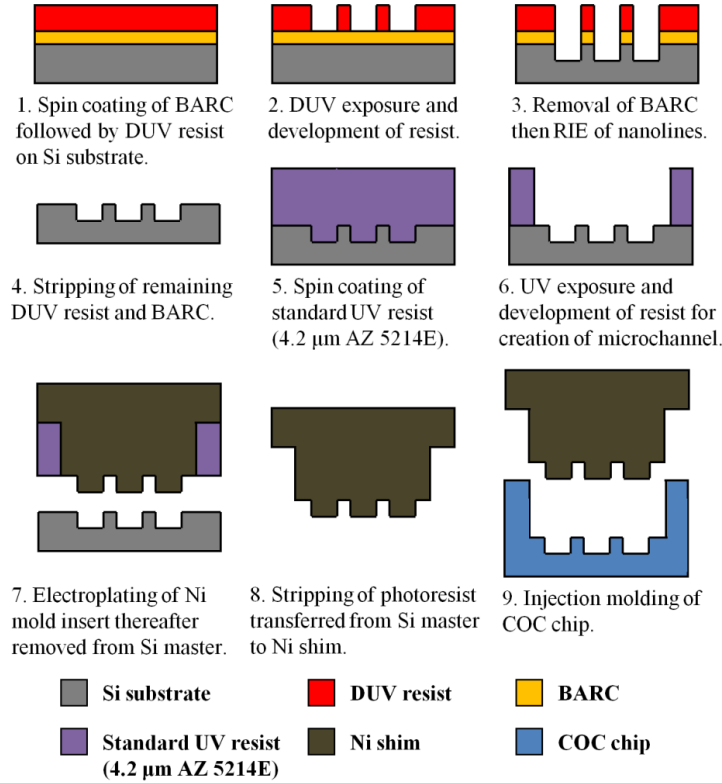 1. Spin coating of BARC
followed by DUV resist
on Si substrate.
2. DUV exposure and
development of resist.
3. Removal of BARC
then RIE of nanolines.
4. Stripping of remaining
DUV resist and BARC.
5. Spin coating of
standard UV resist
(4.2 µm AZ 5214E).
6. UV exposure and
development of resist for
creation of microchannel.
7. Electroplating of Ni
mold insert thereafter
removed from Si master.
8. Stripping of photoresist
transferred from Si master
to Ni shim.
9. Injection molding of
COC chip.
Si substrate
DUV resist
BARC
Standard UV resist
(4.2 µm AZ 5214E)
Ni shim
COC chip